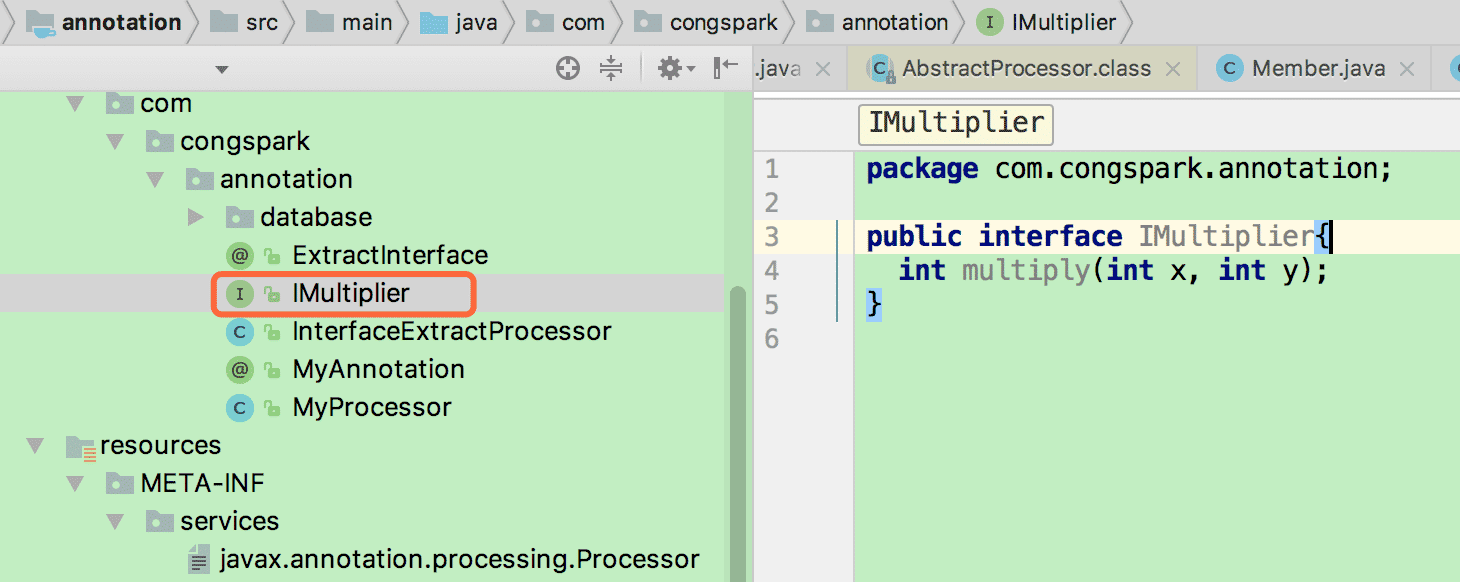 annotation src main java com congspark annotation I IMultiplier
.java C AbstractProcessor.class C Member.java
com
congspark
annotation
database
@ ExtractInterface
I IMultiplier
C InterfaceExtractProcessor
@ MyAnnotation
C MyProcessor
resources
META-INF
services
javax.annotation.processing.Processor
IMultiplier
1 package com.congspark.annotation;
2
3 public interface IMultiplier{
4 int multiply(int x, int y);
5 }
6